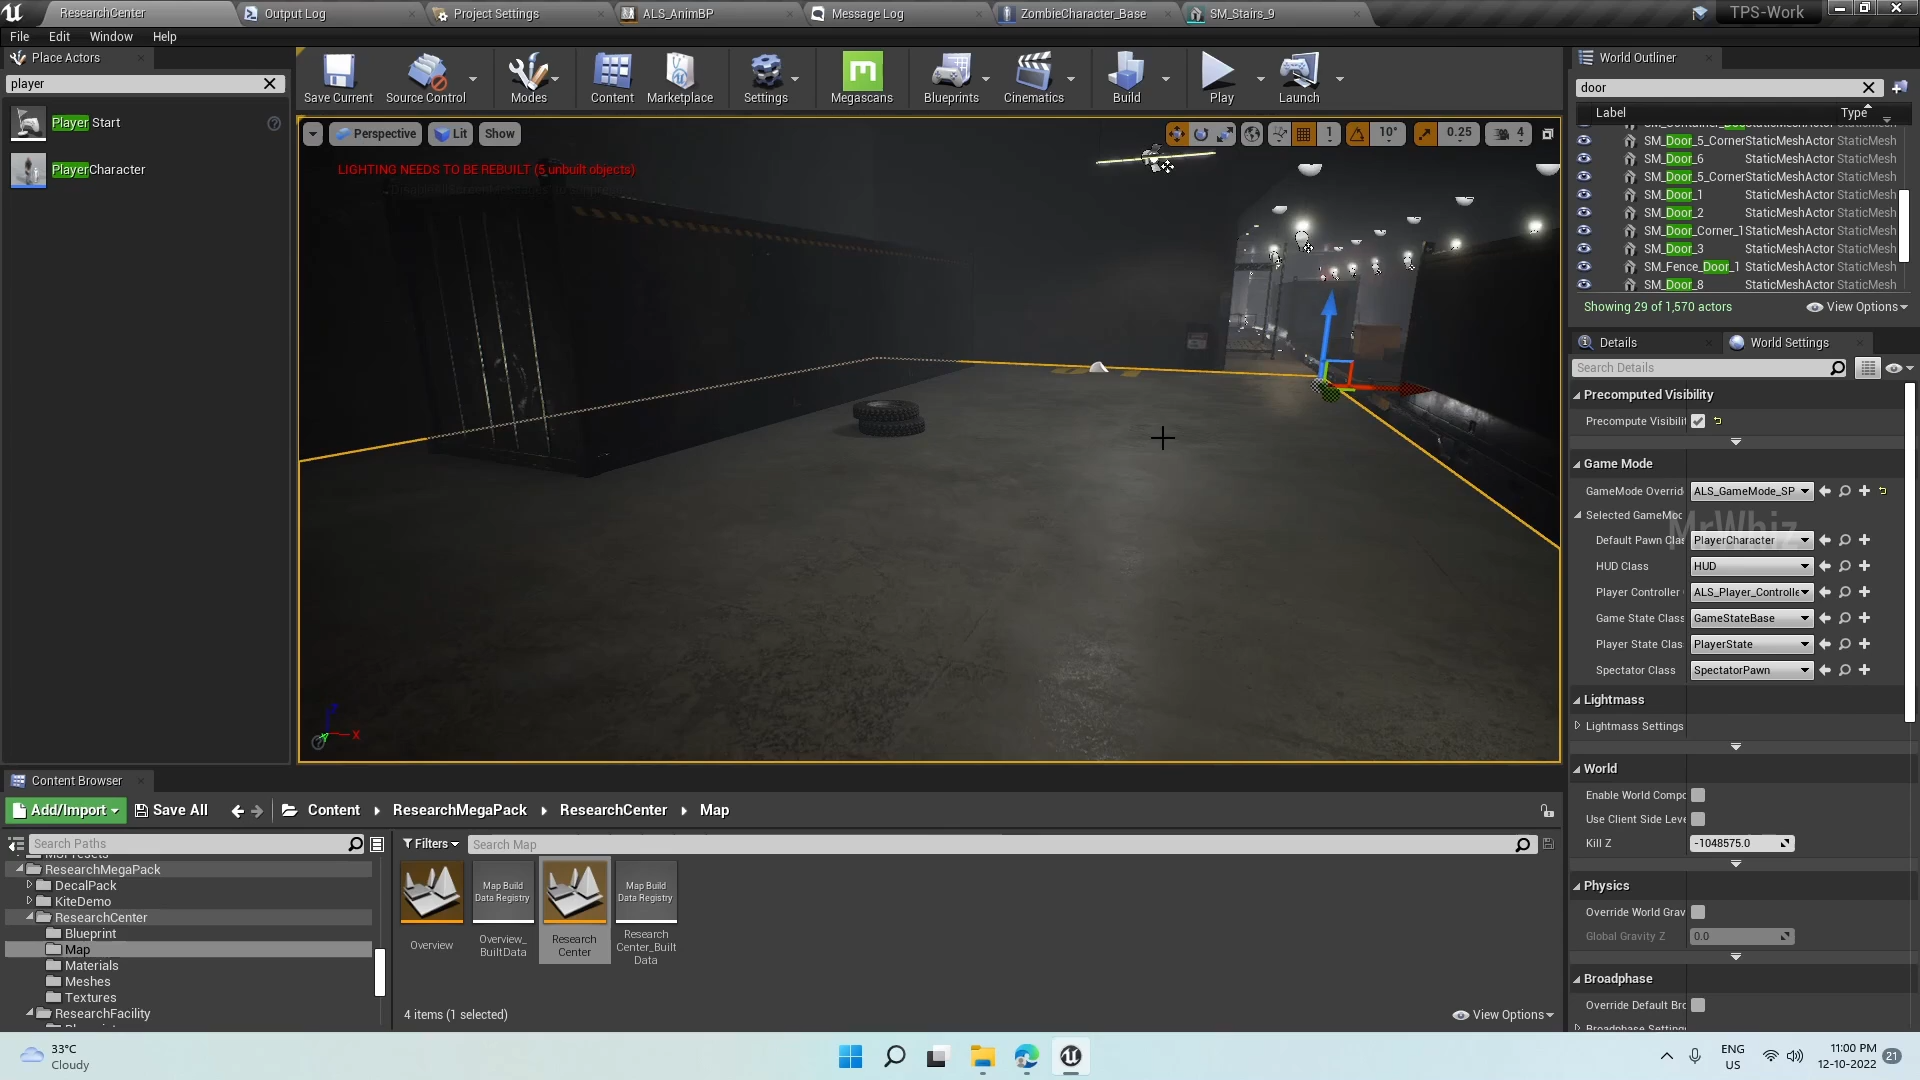 ResearchCenter
Output Log
Project Settings
ALS_AnimBP
Message Log
ZombieCharacter_Base
SM_Stairs_9
TPS-Work
File Edit Window Help
Place Actors
player
Player Start
PlayerCharacter
Save Current
Source Control
Modes
Content
Marketplace
Settings
Megascans
Blueprints
Cinematics
Build
Play
Launch
Perspective
Lit
Show
1
10°
0.25
4
LIGHTING NEEDS TO BE REBUILT (5 unbuilt objects)
X
World Outliner
door
Label Type
SM_Door_5_Corner StaticMeshActor StaticMesh
SM_Door_6 StaticMeshActor StaticMesh
SM_Door_5_Corner StaticMeshActor StaticMesh
SM_Door_1 StaticMeshActor StaticMesh
SM_Door_2 StaticMeshActor StaticMesh
SM_Door_Corner_1 StaticMeshActor StaticMesh
SM_Door_3 StaticMeshActor StaticMesh
SM_Fence_Door_1 StaticMeshActor StaticMesh
SM_Door_8 StaticMeshActor StaticMesh
Showing 29 of 1,570 actors
View Options
Details
World Settings
Search Details
Precomputed Visibility
Precompute Visibilit
Game Mode
GameMode Overrid ALS_GameMode_SP
Selected GameMoc
MrWhiz
Default Pawn Clas PlayerCharacter
HUD Class HUD
Player Controller ALS_Player_Controlle
Game State Class GameStateBase
Player State Clas PlayerState
Spectator Class SpectatorPawn
Lightmass
Lightmass Settings
World
Enable World Compc
Use Client Side Leve
Kill Z -1048575.0
Physics
Override World Grav
Global Gravity Z 0.0
Broadphase
Override Default Brc
Content Browser
Add/Import
Save All
Content
ResearchMegaPack
ResearchCenter
Map
Search Paths
Filters
Search Map
ResearchMegaPack
DecalPack
KiteDemo
ResearchCenter
Blueprint
Map
Materials
Meshes
Textures
ResearchFacility
Map Build
Data Registry
Map Build
Data Registry
Overview
Overview_
BuiltData
Research
Center
Research
Center_Built
Data
4 items (1 selected)
View Options
33°C
Cloudy
ENG
US
11:00 PM
12-10-2022
21